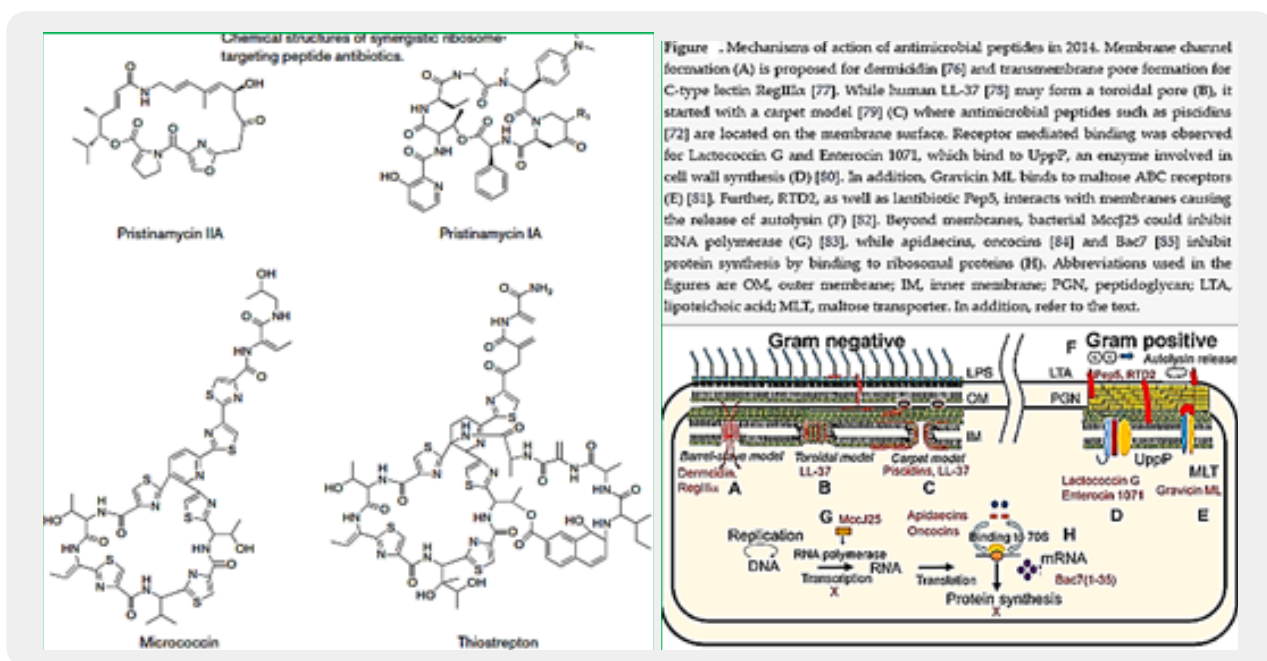 Chemical structures of synergistic ribosome-
targeting peptide antibiotics.
Pristinamycin IIA
Pristinamycin IA
Micrococcin
Thiostrepton
Figure . Mechanisms of action of antimicrobial peptides in 2014. Membrane channel
formation (A) is proposed for dermicidin [76] and transmembrane pore formation for
C-type lectin RegIIIα [77]. While human LL-37 [78] may form a toroidal pore (B), it
started with a carpet model [79] (C) where antimicrobial peptides such as piscidins
[72] are located on the membrane surface. Receptor mediated binding was observed
for Lactococcin G and Enterocin 1071, which bind to UppP, an enzyme involved in
cell wall synthesis (D) [80]. In addition, Gravicin ML binds to maltose ABC receptors
(E) [81]. Further, RTD2, as well as lantibiotic Pep5, interacts with membranes causing
the release of autolysin (F) [82]. Beyond membranes, bacterial MccJ25 could inhibit
RNA polymerase (G) [83], while apidaecins, oncocins [84] and Bac7 [85] inhibit
protein synthesis by binding to ribosomal proteins (H). Abbreviations used in the
figures are OM, outer membrane; IM, inner membrane; PGN, peptidoglycan; LTA,
lipoteichoic acid; MLT, maltose transporter. In addition, refer to the text.
Gram negative
F Gram positive
Autolysin release
LPS
LTA
Pep5, RTD2
OM
PGN
IM
Barrel-stave model
Toroidal model
Carpet model
Dermcidin,
RegIIIα
LL-37
Piscidins, LL-37
A
B
C
UppP
MLT
Lactococcin G
Enterocin 1071
Gravicin ML
D
E
G MccJ25
Apidaecins
Oncocins
Binding to 70S
H
Replication
DNA
RNA polymerase
Transcription
X
RNA
Translation
mRNA
Bac7(1-35)
Protein synthesis
X